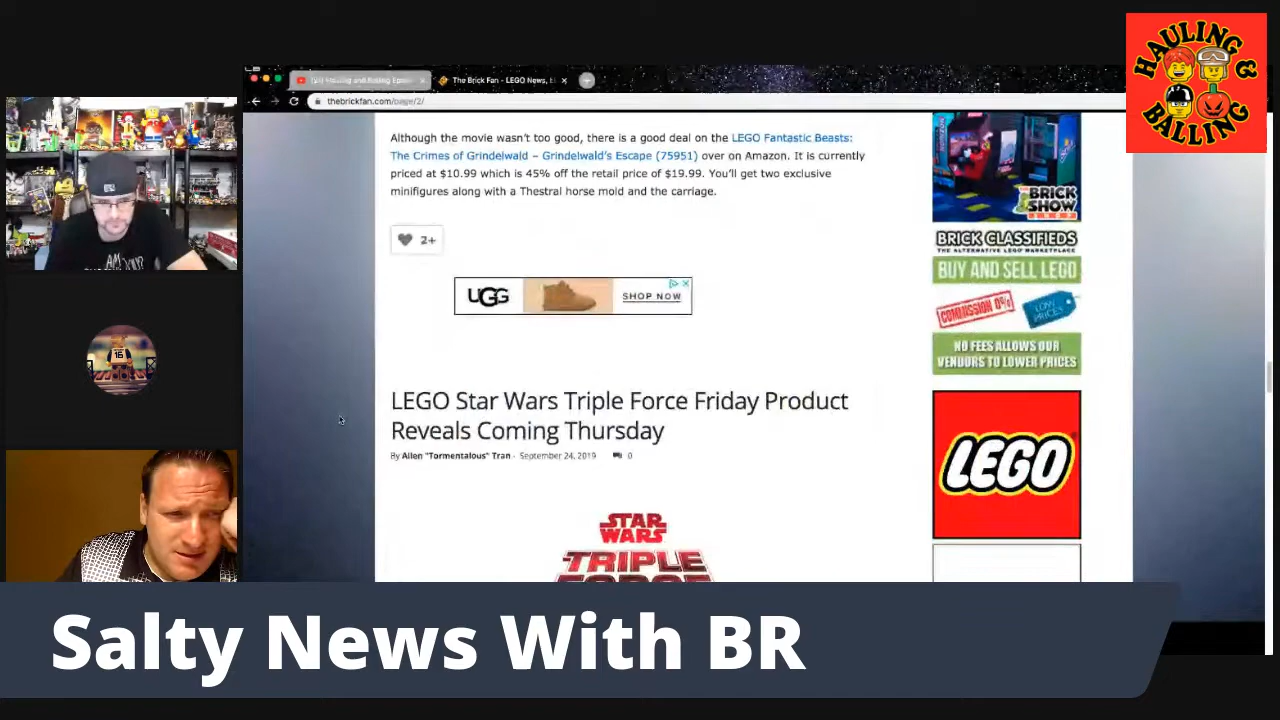 HAULING
&
BALLING
The Brick Fan - LEGO News, L
thebrickfan.com/page/2/
Although the movie wasn't too good, there is a good deal on the LEGO Fantastic Beasts:
The Crimes of Grindelwald – Grindelwald's Escape (75951) over on Amazon. It is currently
priced at $10.99 which is 45% off the retail price of $19.99. You'll get two exclusive
minifigures along with a Thestral horse mold and the carriage.
2+
UGG
SHOP NOW
LEGO Star Wars Triple Force Friday Product
Reveals Coming Thursday
By Allen "Tormentalous" Tran - September 24, 2019 0
STAR
WARS
TRIPLE
FORCE
THE
BRICK
SHOW
SHOP
BRICK CLASSIFIEDS
THE ALTERNATIVE LEGO MARKETPLACE
BUY AND SELL LEGO
COMMISSION 0%
LOW
PRICES
NO FEES ALLOWS OUR
VENDORS TO LOWER PRICES
LEGO
16
Salty News With BR